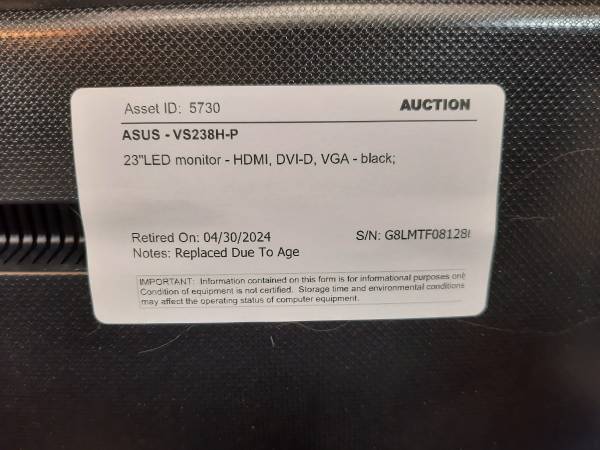 Asset ID: 5730 AUCTION
ASUS - VS238H-P
23"LED monitor - HDMI, DVI-D, VGA - black;
Retired On: 04/30/2024 S/N: G8LMTF08128
Notes: Replaced Due To Age
IMPORTANT: Information contained on this form is for informational purposes only
Condition of equipment is not certified. Storage time and environmental conditions
may affect the operating status of computer equipment.